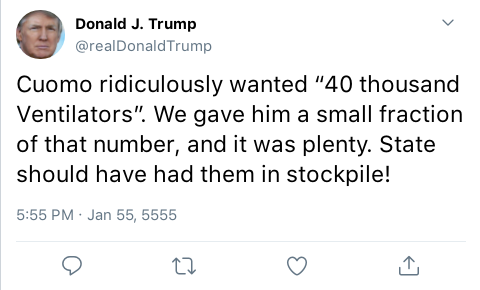 Donald J. Trump
@realDonaldTrump
Cuomo ridiculously wanted “40 thousand
Ventilators”. We gave him a small fraction
of that number, and it was plenty. State
should have had them in stockpile!
5:55 PM · Jan 55, 5555